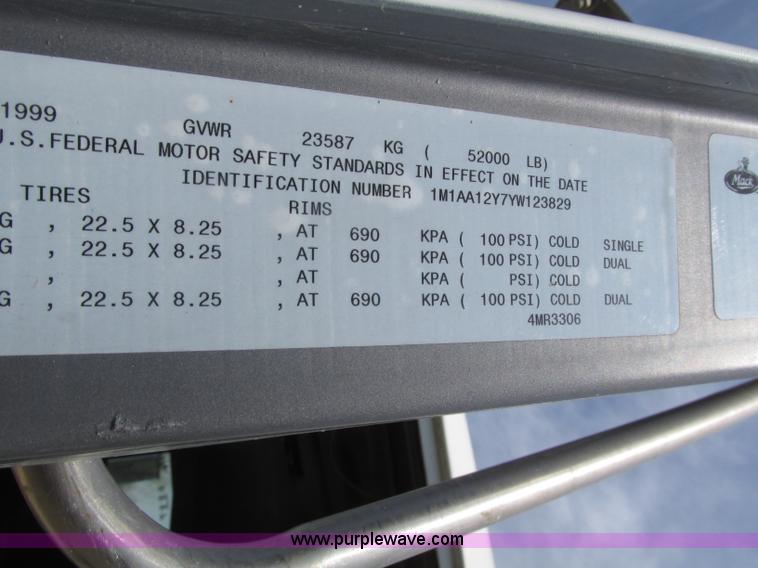 1999 GVWR 23587 KG ( 52000 LB)
U.S.FEDERAL MOTOR SAFETY STANDARDS IN EFFECT ON THE DATE
IDENTIFICATION NUMBER 1M1AA12Y7YW123829
TIRES RIMS
G , 22.5 X 8.25 , AT 690 KPA ( 100 PSI) COLD SINGLE
G , 22.5 X 8.25 , AT 690 KPA ( 100 PSI) COLD DUAL
, , AT KPA ( PSI) COLD
G , 22.5 X 8.25 , AT 690 KPA ( 100 PSI) COLD DUAL
4MR3306
Mack
www.purplewave.com